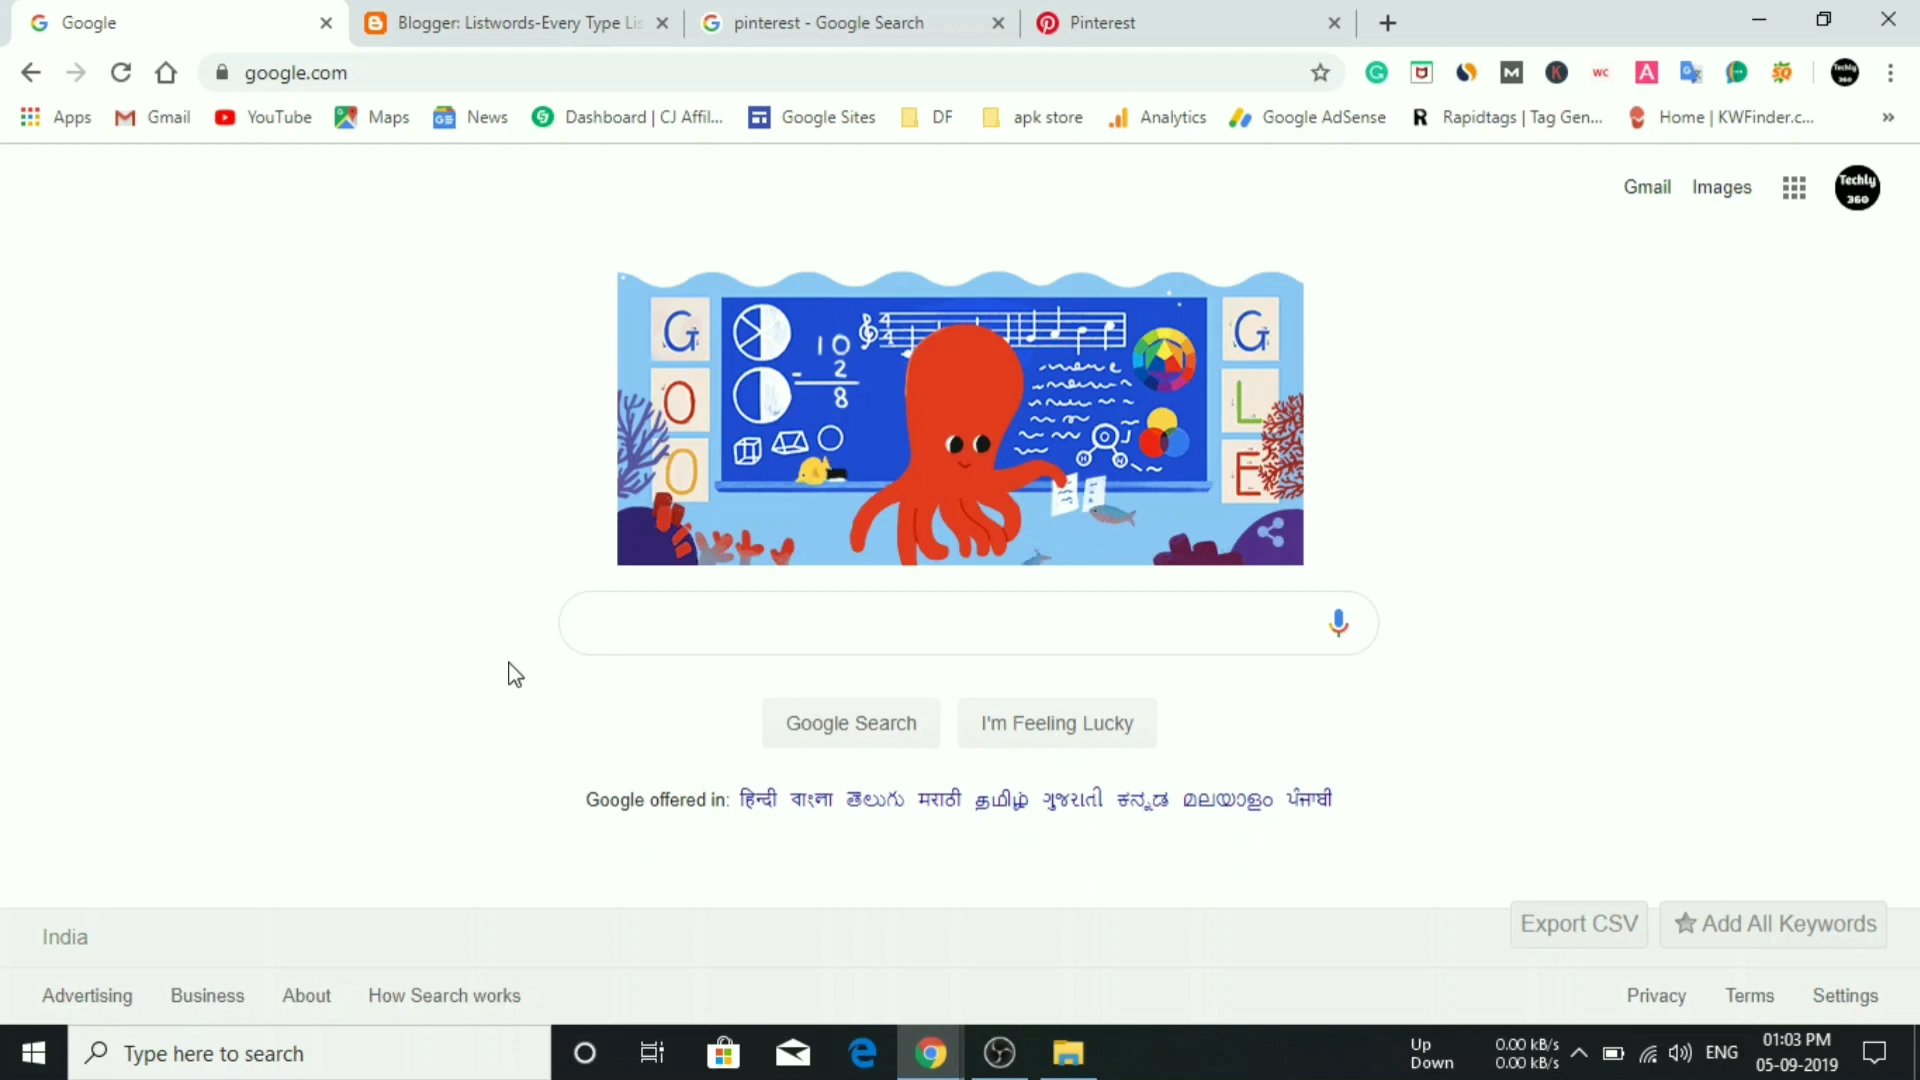 Google
Blogger: Listwords-Every Type Lis
pinterest - Google Search
Pinterest
google.com
Apps
Gmail
YouTube
Maps
News
Dashboard | CJ Affil...
Google Sites
DF
apk store
Analytics
Google AdSense
Rapidtags | Tag Gen...
Home | KWFinder.c...
»
Gmail
Images
Techly
360
G
O
O
10
- 2
8
G
L
E
Google Search
I'm Feeling Lucky
Google offered in: हिन्दी বাংলা తెలుగు मराठी தமிழ் ગુજરાતી ಕನ್ನಡ മലയാളം ਪੰਜਾਬੀ
India
Export CSV
Add All Keywords
Advertising
Business
About
How Search works
Privacy
Terms
Settings
Type here to search
Up 0.00 kB/s
Down 0.00 kB/s
ENG
01:03 PM
05-09-2019